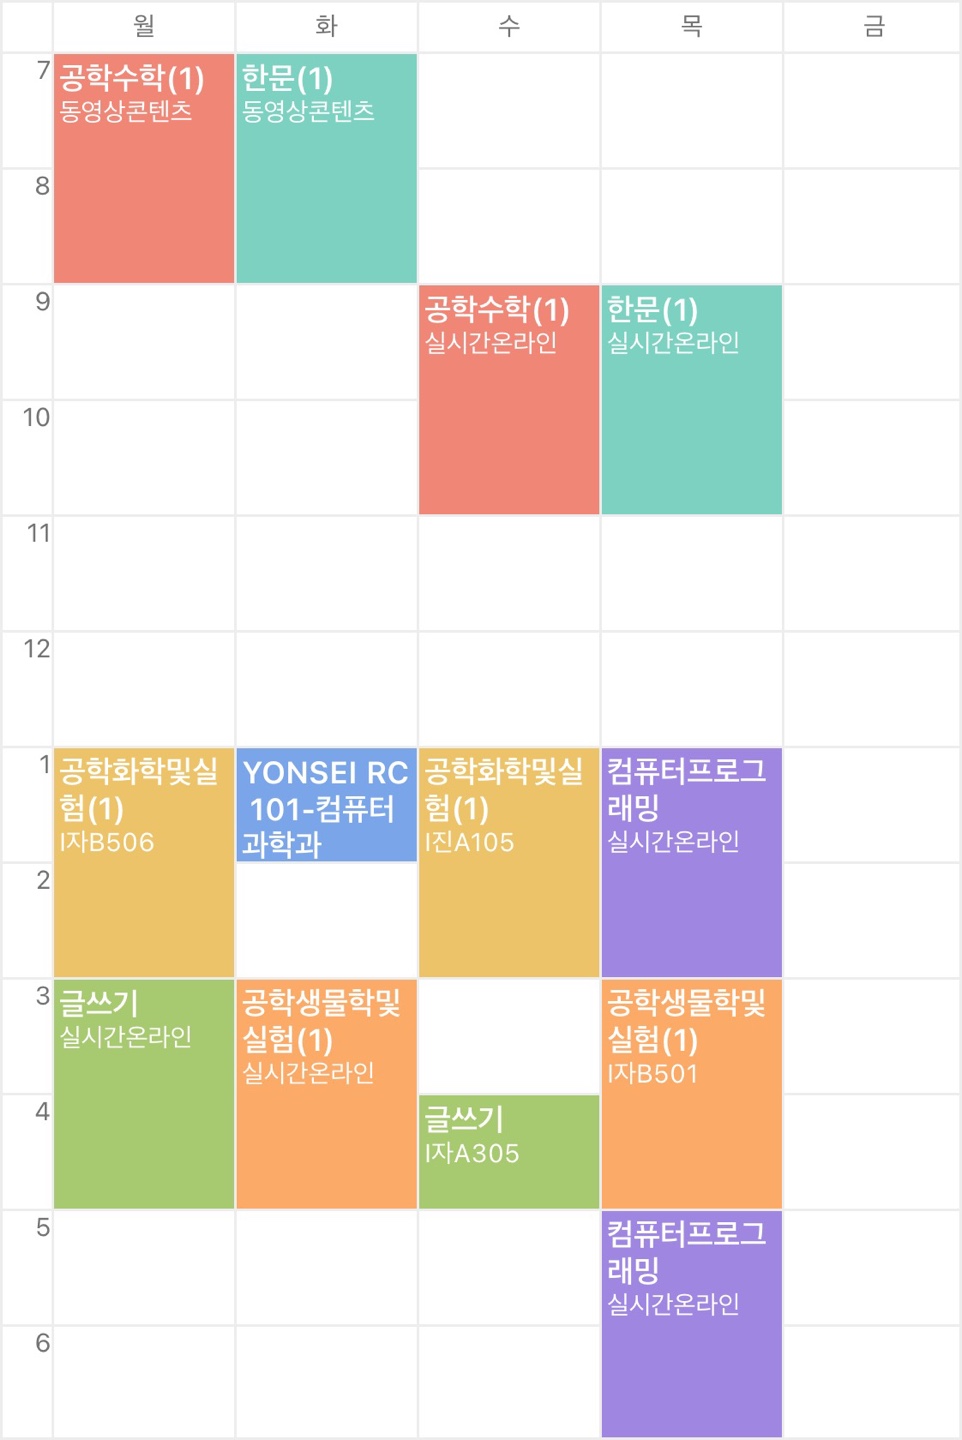 월 화 수 목 금
7
공학수학(1)
동영상콘텐츠
한문(1)
동영상콘텐츠
8
9
공학수학(1)
실시간온라인
한문(1)
실시간온라인
10
11
12
1
공학화학및실
험(1)
I자B506
YONSEI RC
101-컴퓨터
과학과
공학화학및실
험(1)
I진A105
컴퓨터프로그
래밍
실시간온라인
2
3
글쓰기
실시간온라인
공학생물학및
실험(1)
실시간온라인
공학생물학및
실험(1)
I자B501
4
글쓰기
I자A305
5
컴퓨터프로그
래밍
실시간온라인
6